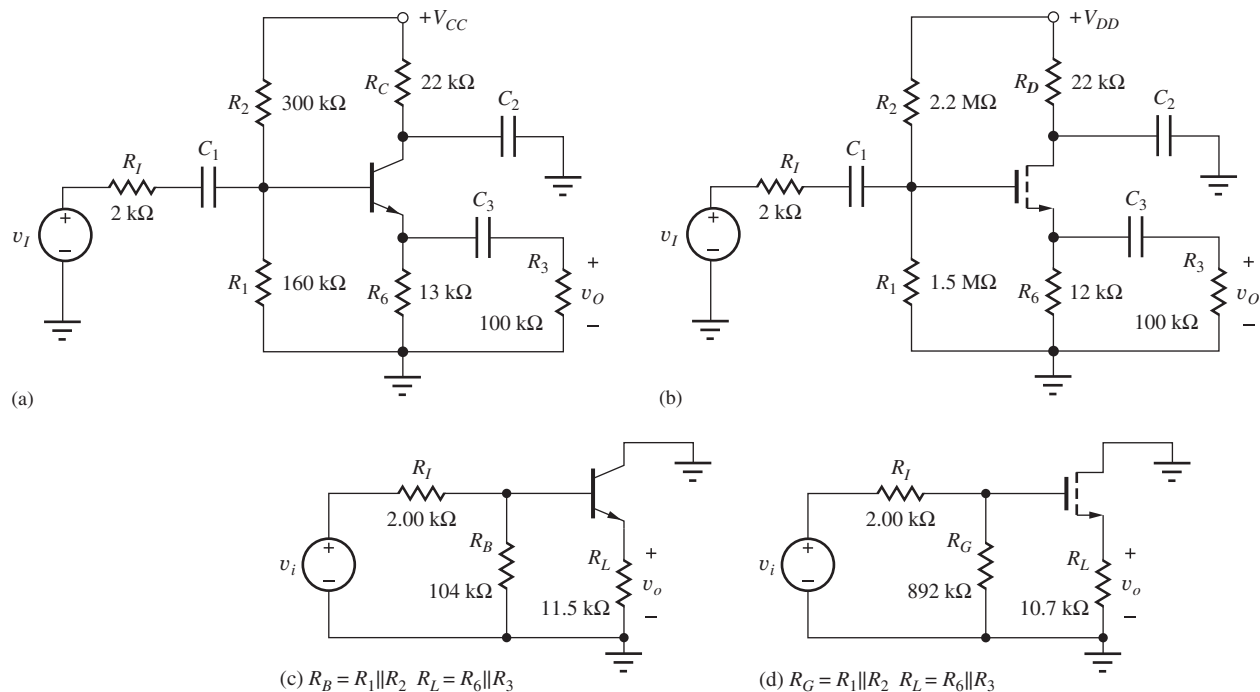 +V_CC
R_2
300 kΩ
R_C
22 kΩ
C_2
R_I
2 kΩ
C_1
v_I
+
−
C_3
R_1
160 kΩ
R_6
13 kΩ
R_3
100 kΩ
+
v_O
−
(a)
+V_DD
R_2
2.2 MΩ
R_D
22 kΩ
C_2
R_I
2 kΩ
C_1
v_I
+
−
C_3
R_1
1.5 MΩ
R_6
12 kΩ
R_3
100 kΩ
+
v_O
−
(b)
R_I
2.00 kΩ
v_i
+
−
R_B
104 kΩ
R_L
11.5 kΩ
+
v_o
−
(c) R_B = R_1||R_2 R_L = R_6||R_3
R_I
2.00 kΩ
v_i
+
−
R_G
892 kΩ
R_L
10.7 kΩ
+
v_o
−
(d) R_G = R_1||R_2 R_L = R_6||R_3